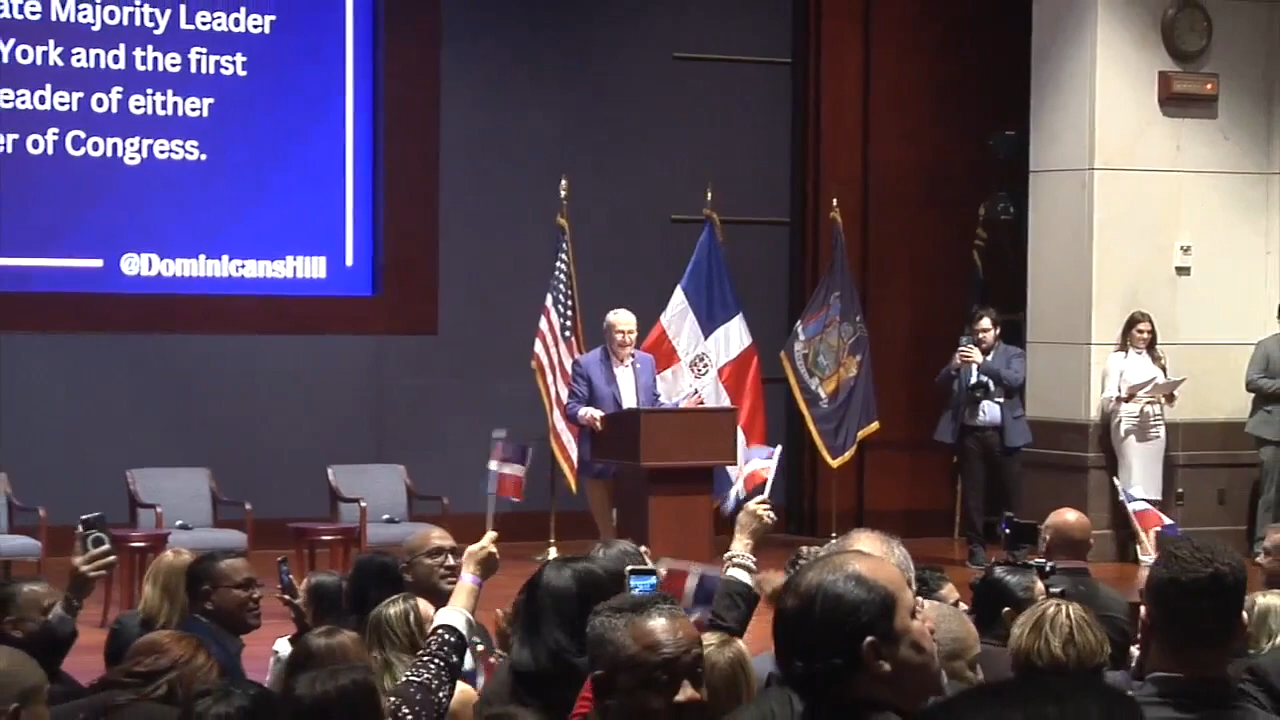 ate Majority Leader
York and the first
eader of either
er of Congress.
@DominicansHill